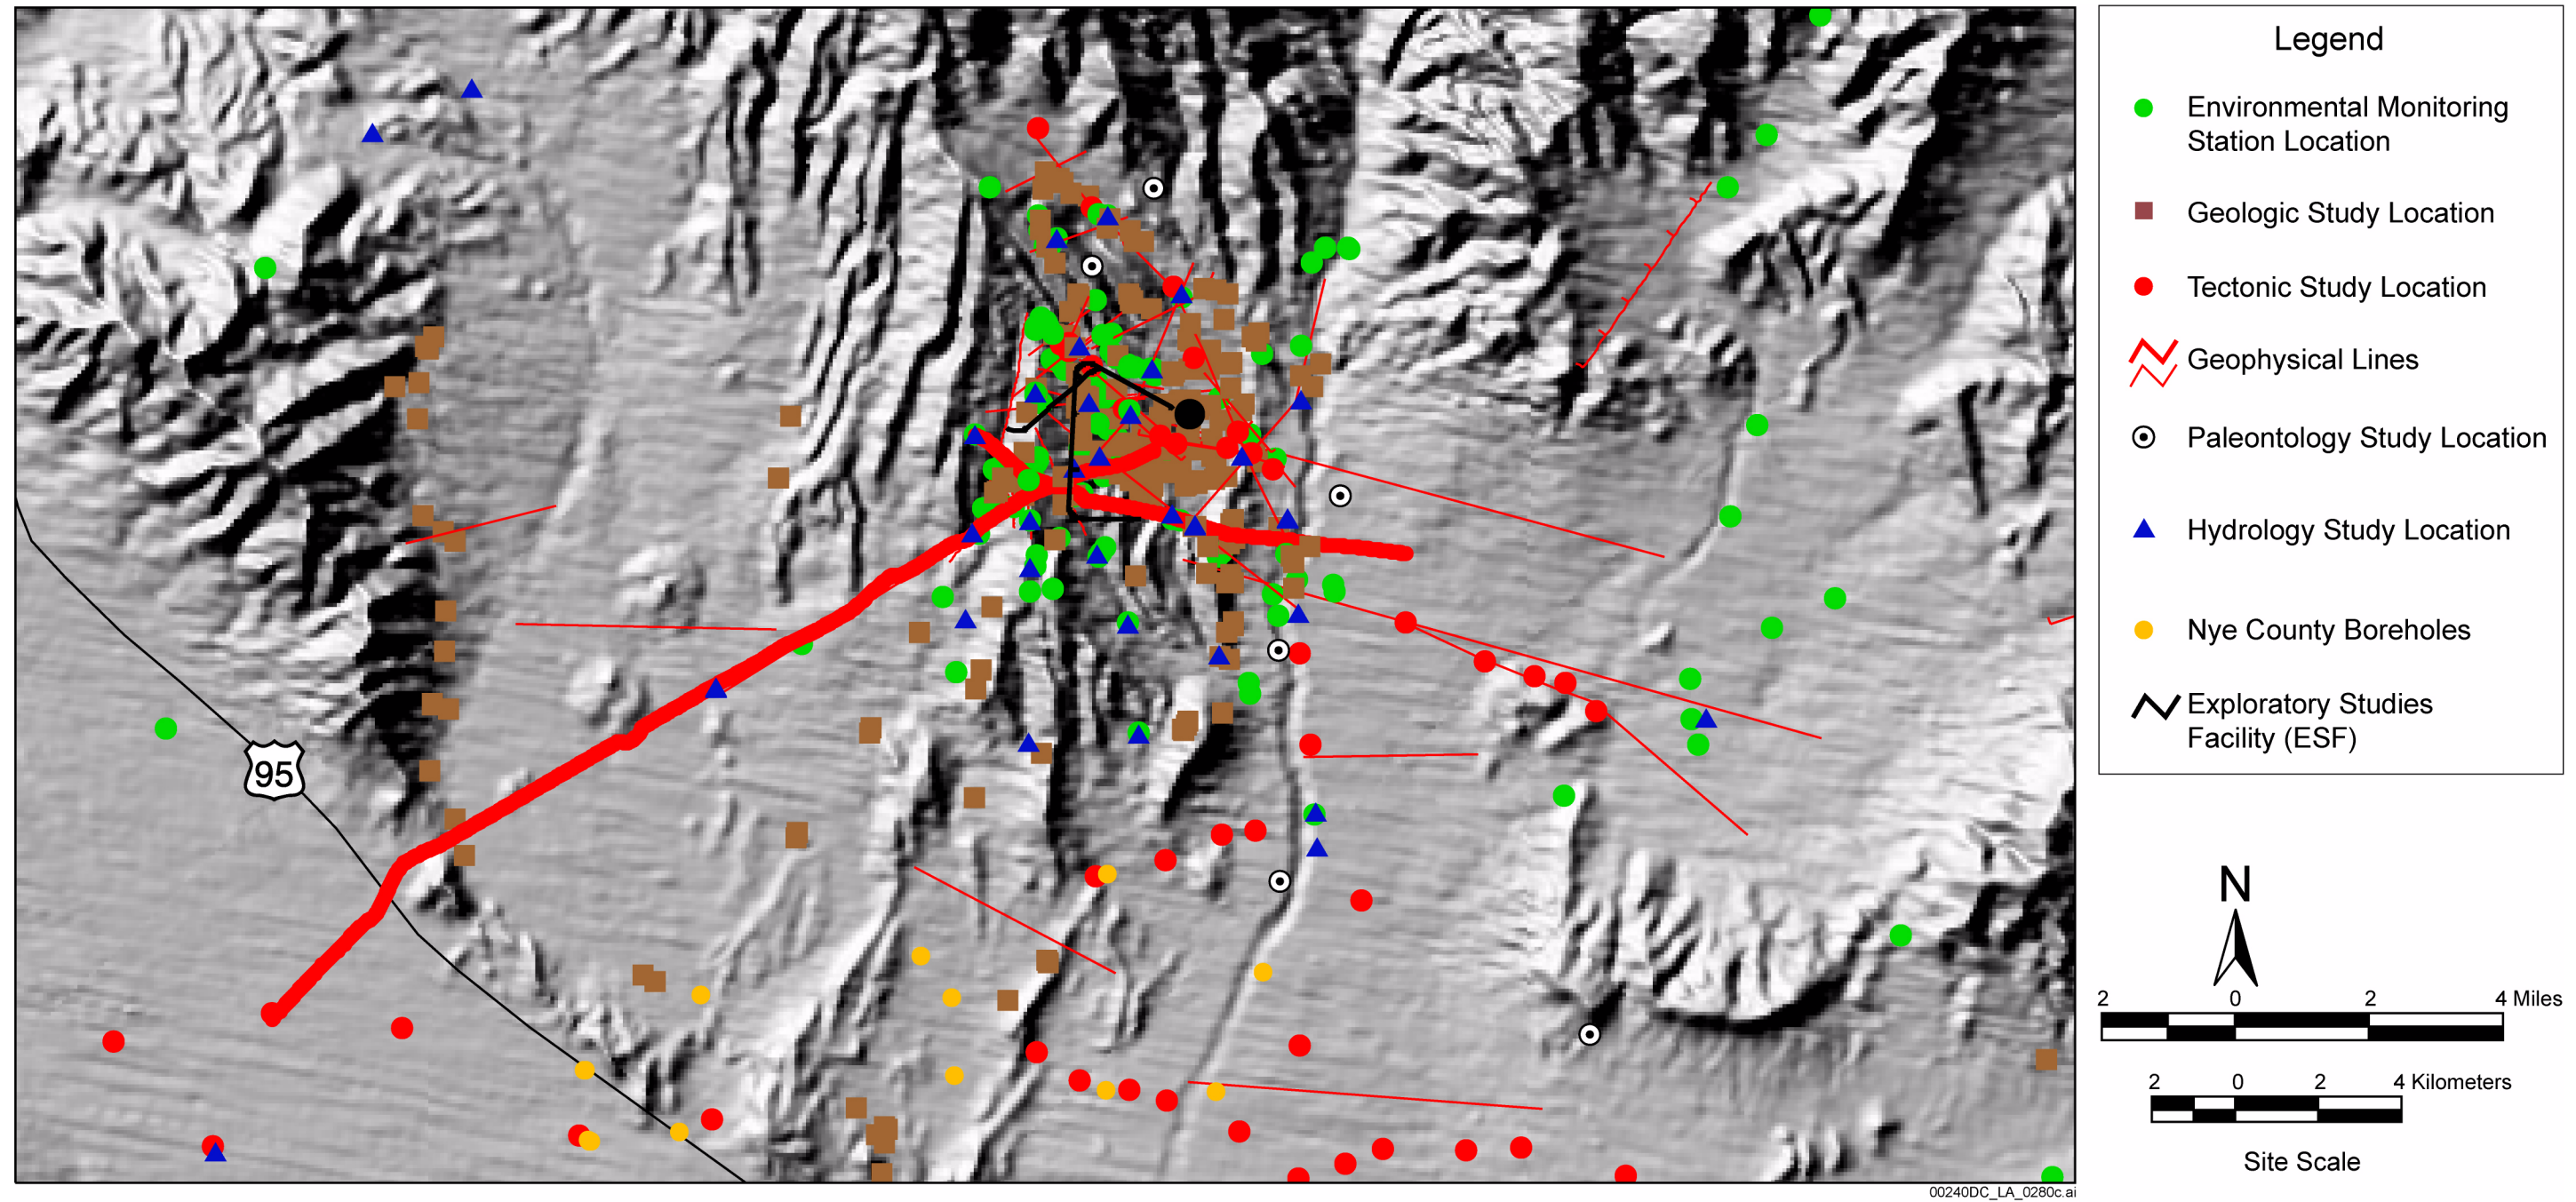 Legend
Environmental Monitoring
Station Location
Geologic Study Location
Tectonic Study Location
Geophysical Lines
Paleontology Study Location
Hydrology Study Location
Nye County Boreholes
Exploratory Studies
Facility (ESF)
95
N
2 0 2 4 Miles
2 0 2 4 Kilometers
Site Scale
00240DC_LA_0280c.ai